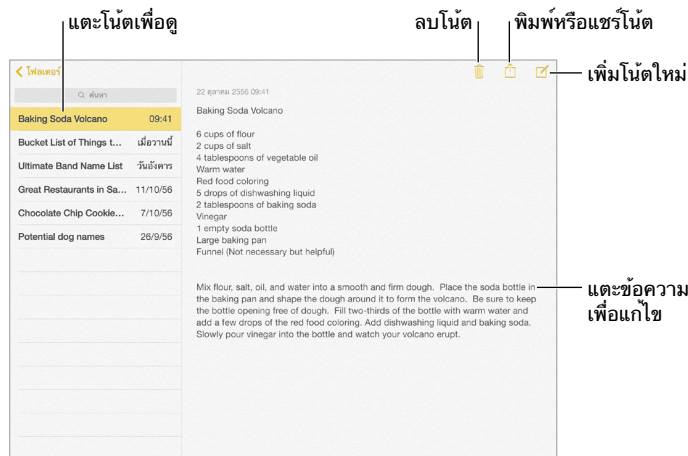 แตะโน้ตเพื่อดู
ลบโน้ต
พิมพ์หรือแชร์โน้ต
เพิ่มโน้ตใหม่
โฟลเดอร์
ค้นหา
Baking Soda Volcano 09:41
Bucket List of Things t... เมื่อวานนี้
Ultimate Band Name List วันอังคาร
Great Restaurants in Sa... 11/10/56
Chocolate Chip Cookie... 7/10/56
Potential dog names 26/9/56
22 ตุลาคม 2556 09:41
Baking Soda Volcano
6 cups of flour
2 cups of salt
4 tablespoons of vegetable oil
Warm water
Red food coloring
5 drops of dishwashing liquid
2 tablespoons of baking soda
Vinegar
1 empty soda bottle
Large baking pan
Funnel (Not necessary but helpful)
Mix flour, salt, oil, and water into a smooth and firm dough.  Place the soda bottle in
the baking pan and shape the dough around it to form the volcano.  Be sure to keep
the bottle opening free of dough.  Fill two-thirds of the bottle with warm water and
add a few drops of the red food coloring. Add dishwashing liquid and baking soda.
Slowly pour vinegar into the bottle and watch your volcano erupt.
แตะข้อความ
เพื่อแก้ไข